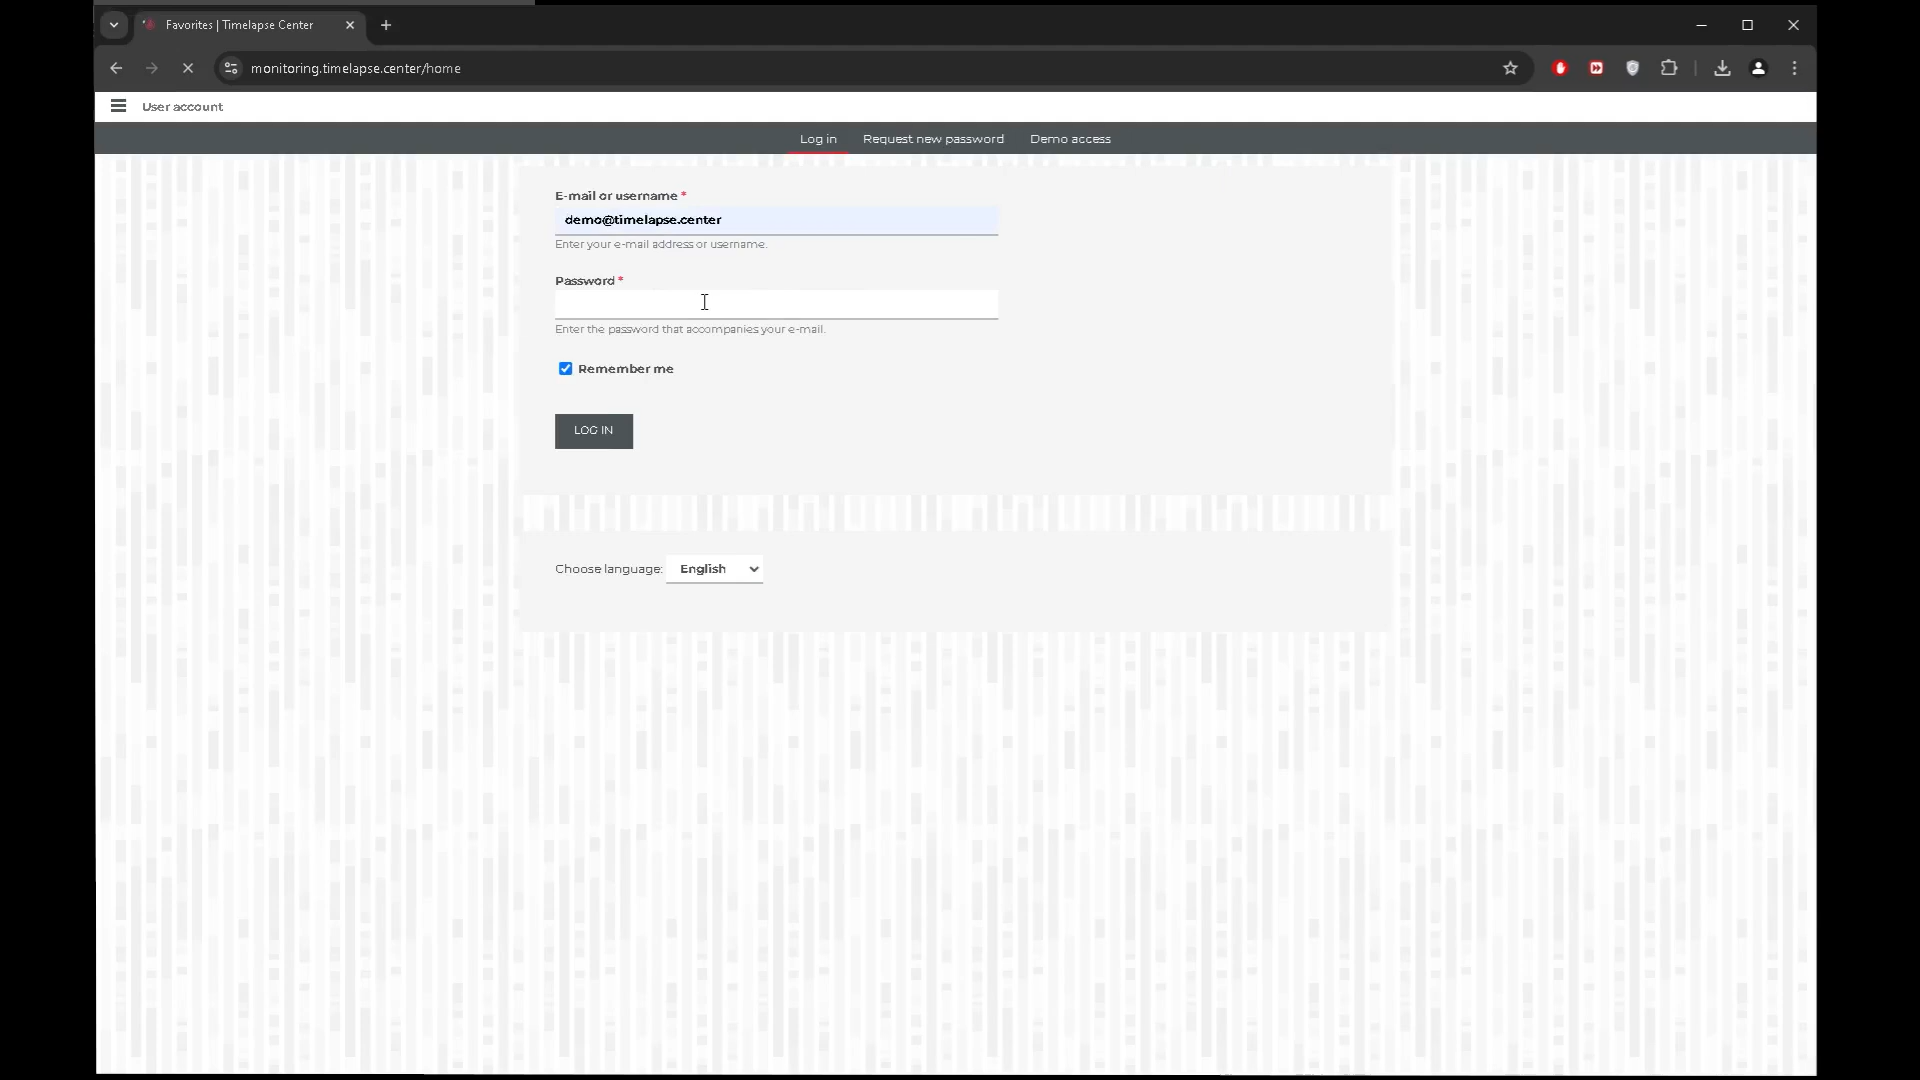 Favorites | Timelapse Center
monitoring.timelapse.center/home
User account
Log in Request new password Demo access
E-mail or username *
demo@timelapse.center
Enter your e-mail address or username.
Password *
Enter the password that accompanies your e-mail.
Remember me
LOG IN
Choose language: English